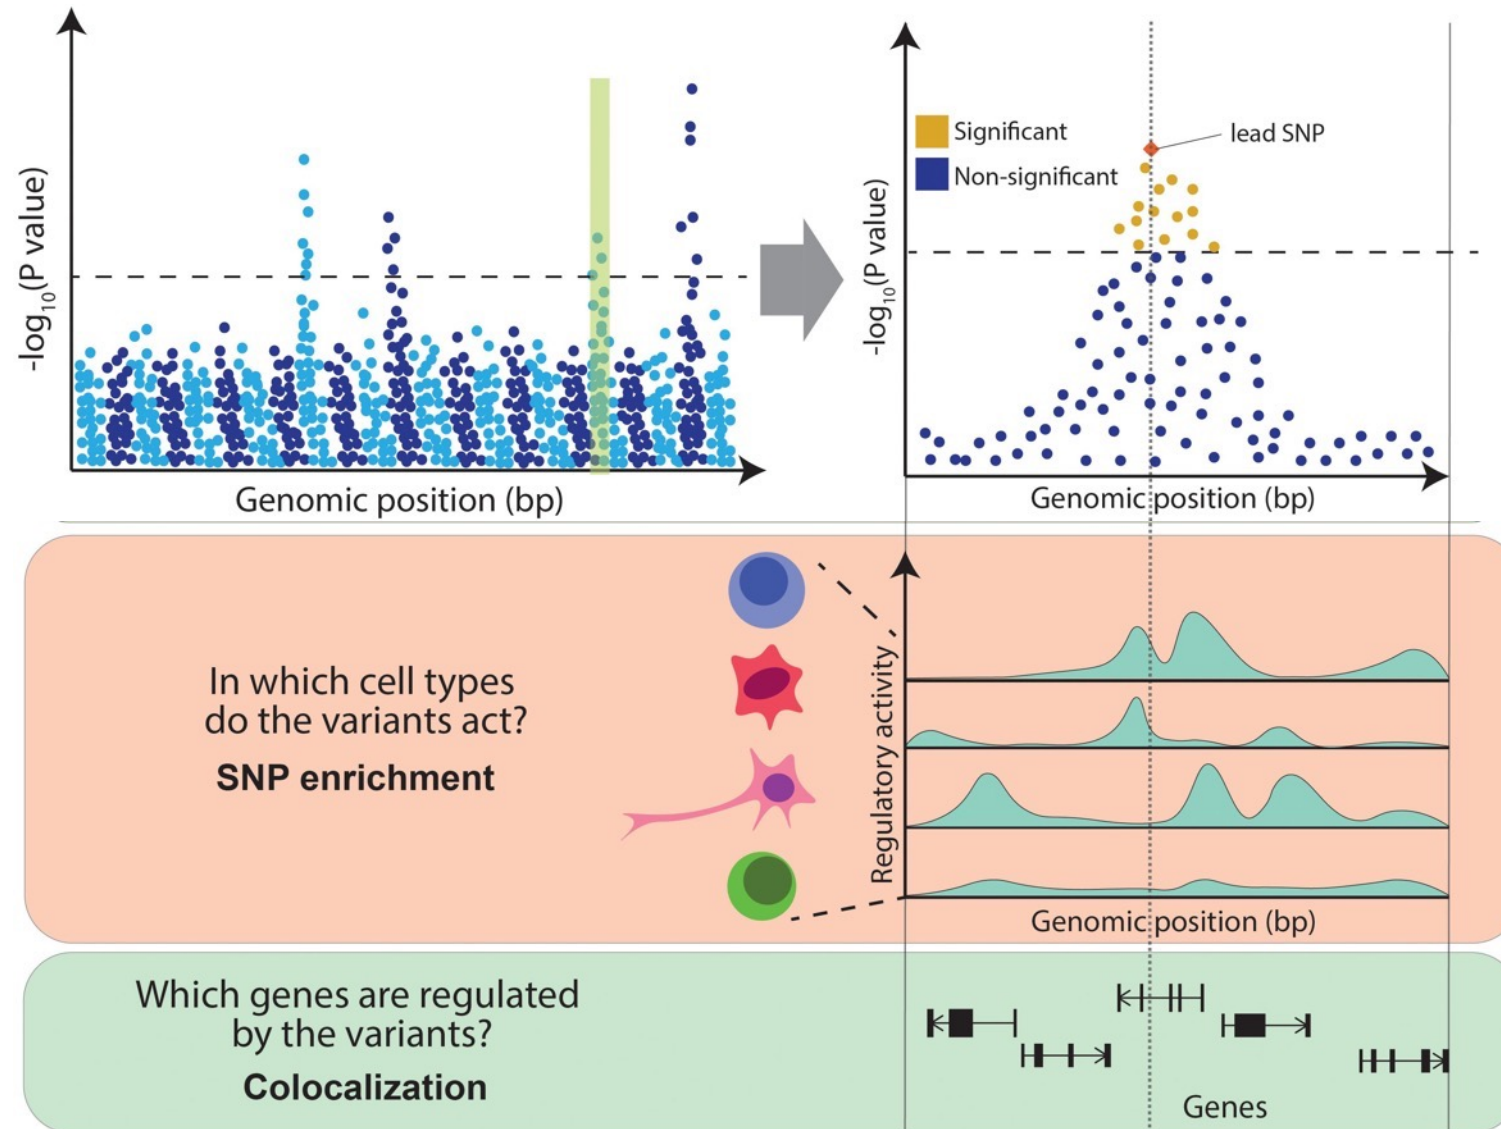 -log10(P value)
Genomic position (bp)
-log10(P value)
Significant
Non-significant
lead SNP
Genomic position (bp)
In which cell types
do the variants act?
SNP enrichment
Regulatory activity
Genomic position (bp)
Which genes are regulated
by the variants?
Colocalization
Genes